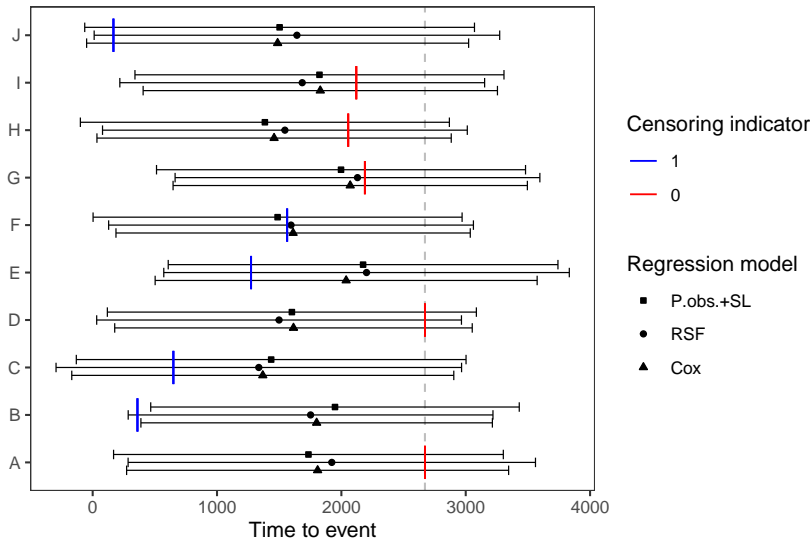 J
I
H
G
F
E
D
C
B
A
0
1000
2000
3000
4000
Time to event
Censoring indicator
1
0
Regression model
P.obs.+SL
RSF
Cox